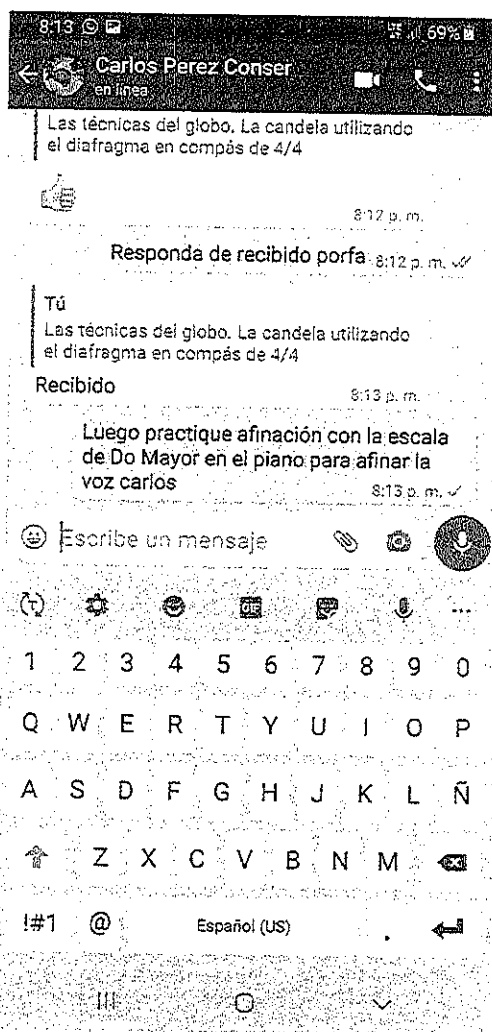 8:13 LTE 69%
Carlos Perez Conser
en línea
Las técnicas del globo. La candela utilizando
el diafragma en compás de 4/4
8:12 p. m.
Responda de recibido porfa 8:12 p. m.
Tú
Las técnicas del globo. La candela utilizando
el diafragma en compás de 4/4
Recibido 8:13 p. m.
Luego practique afinación con la escala
de Do Mayor en el piano para afinar la
voz carlos
8:13 p. m.
Escribe un mensaje
GIF
1 2 3 4 5 6 7 8 9 0
Q W E R T Y U I O P
A S D F G H J K L Ñ
Z X C V B N M
!#1 @ Español (US) .